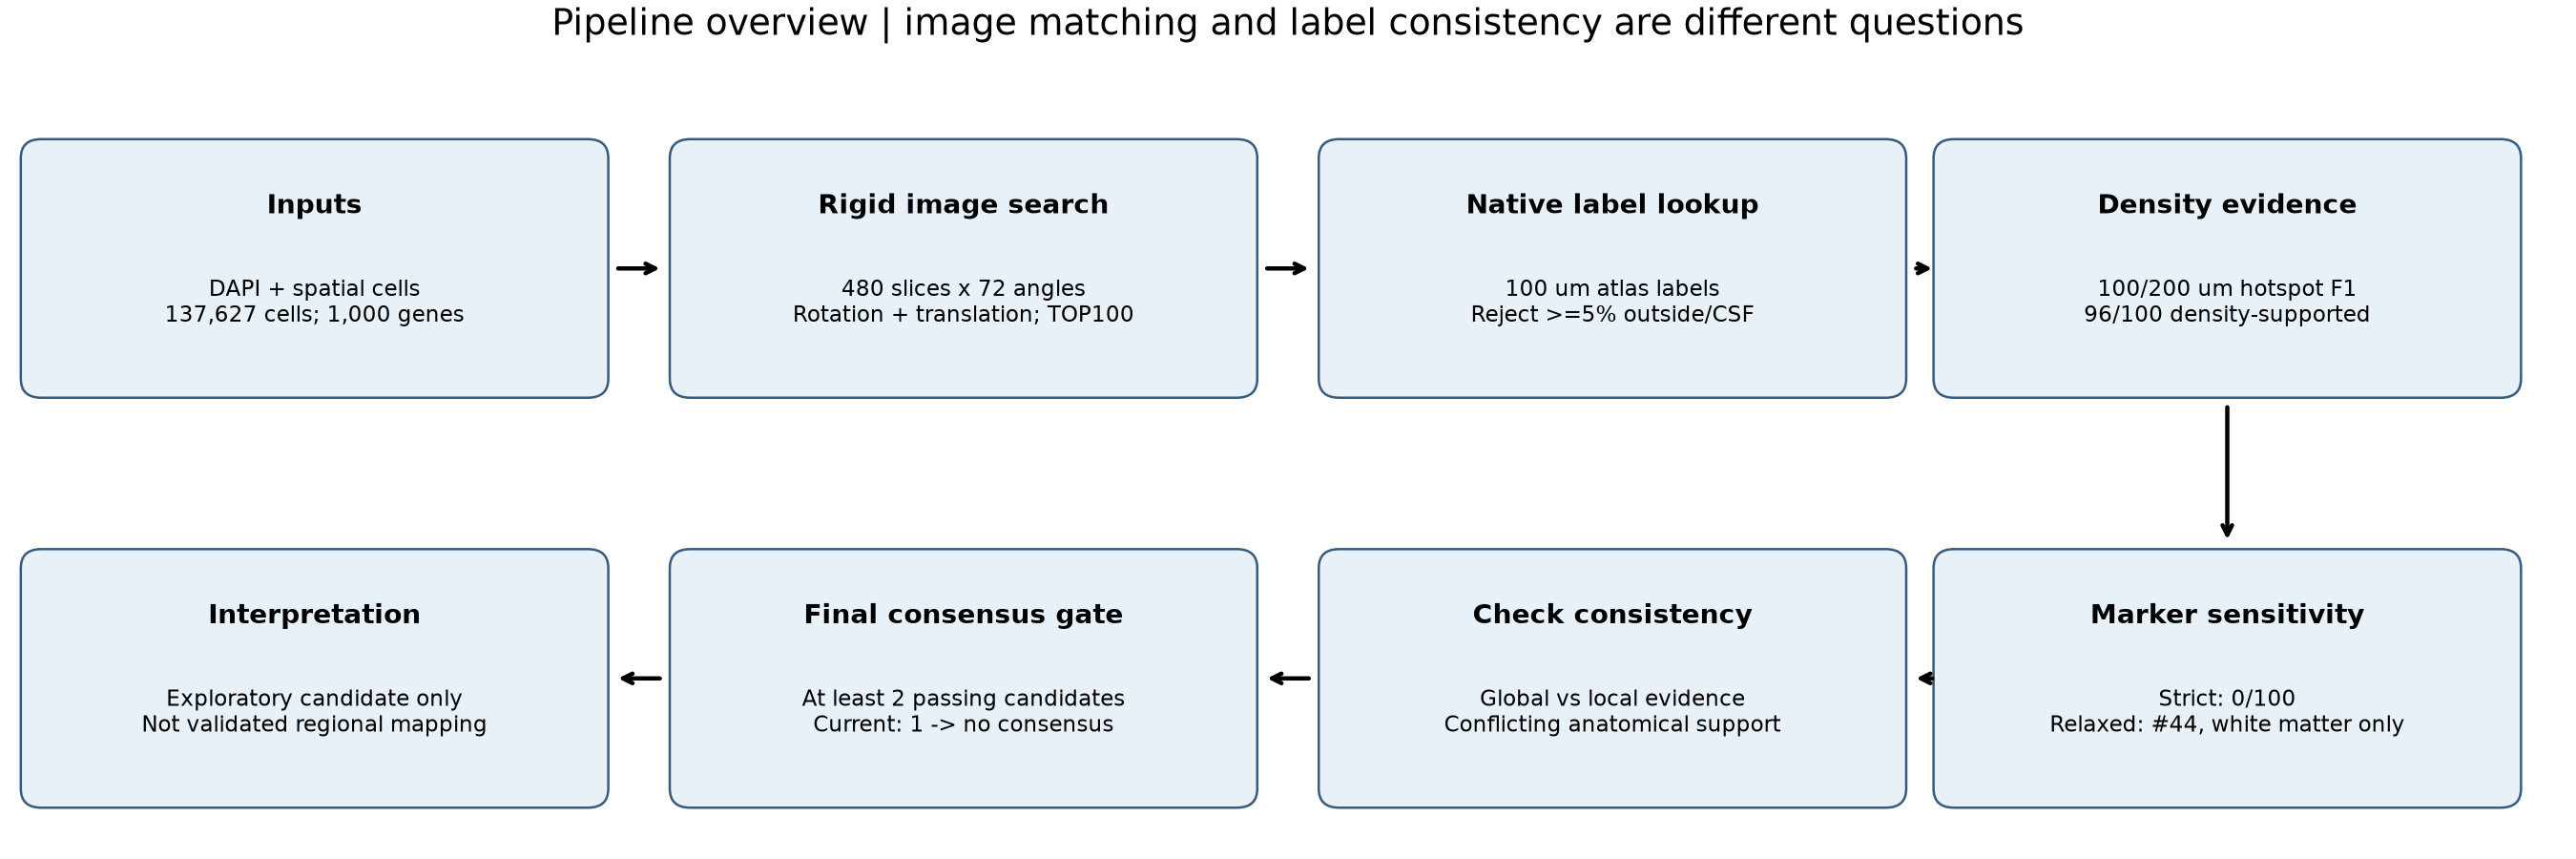 Pipeline overview | image matching and label consistency are different questions
Inputs
DAPI + spatial cells
137,627 cells; 1,000 genes
Rigid image search
480 slices x 72 angles
Rotation + translation; TOP100
Native label lookup
100 um atlas labels
Reject >=5% outside/CSF
Density evidence
100/200 um hotspot F1
96/100 density-supported
Marker sensitivity
Strict: 0/100
Relaxed: #44, white matter only
Check consistency
Global vs local evidence
Conflicting anatomical support
Final consensus gate
At least 2 passing candidates
Current: 1 -> no consensus
Interpretation
Exploratory candidate only
Not validated regional mapping